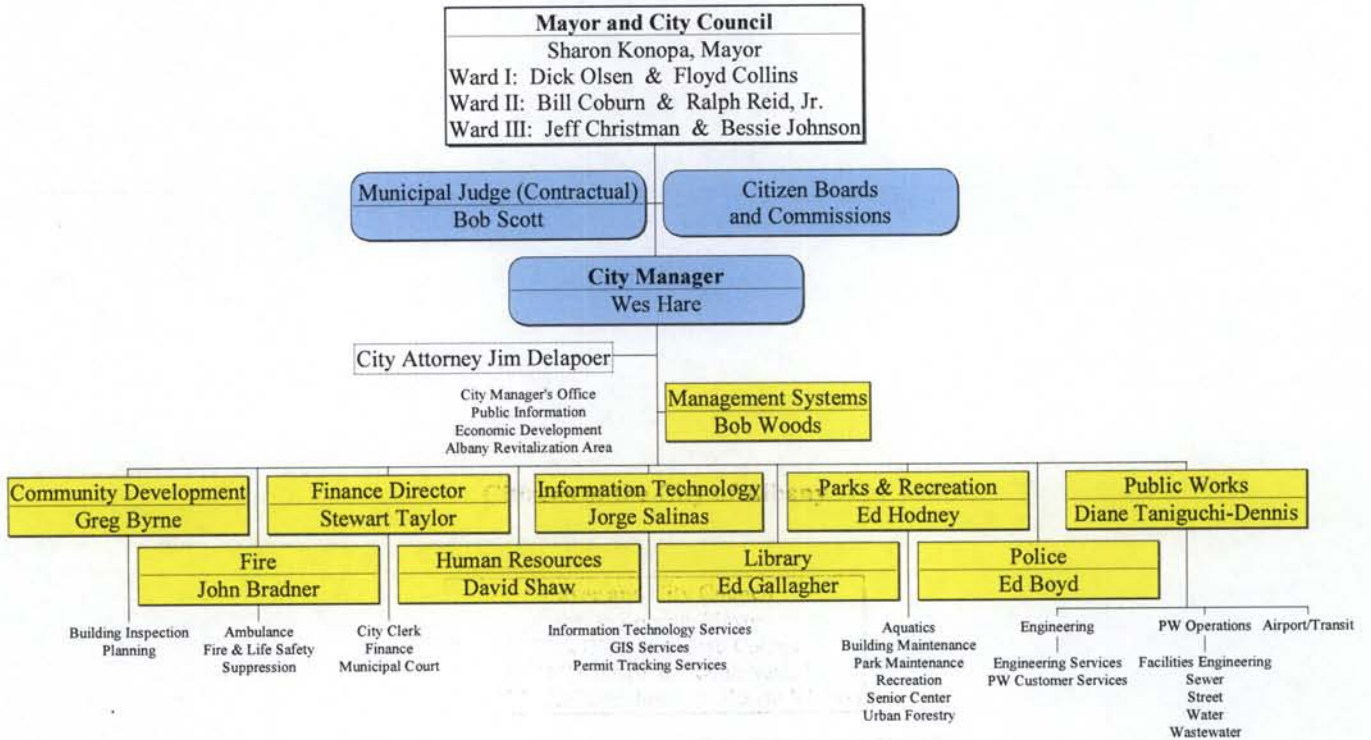 Mayor and City Council
Sharon Konopa, Mayor
Ward I: Dick Olsen & Floyd Collins
Ward II: Bill Coburn & Ralph Reid, Jr.
Ward III: Jeff Christman & Bessie Johnson
Municipal Judge (Contractual)
Bob Scott
Citizen Boards
and Commissions
City Manager
Wes Hare
City Attorney Jim Delapoer
City Manager's Office
Public Information
Economic Development
Albany Revitalization Area
Management Systems
Bob Woods
Community Development
Greg Byrne
Finance Director
Stewart Taylor
Information Technology
Jorge Salinas
Parks & Recreation
Ed Hodney
Public Works
Diane Taniguchi-Dennis
Fire
John Bradner
Human Resources
David Shaw
Library
Ed Gallagher
Police
Ed Boyd
Building Inspection
Planning
Ambulance
Fire & Life Safety
Suppression
City Clerk
Finance
Municipal Court
Information Technology Services
GIS Services
Permit Tracking Services
Aquatics
Building Maintenance
Park Maintenance
Recreation
Senior Center
Urban Forestry
Engineering
Engineering Services
PW Customer Services
PW Operations
Facilities Engineering
Sewer
Street
Water
Wastewater
Airport/Transit